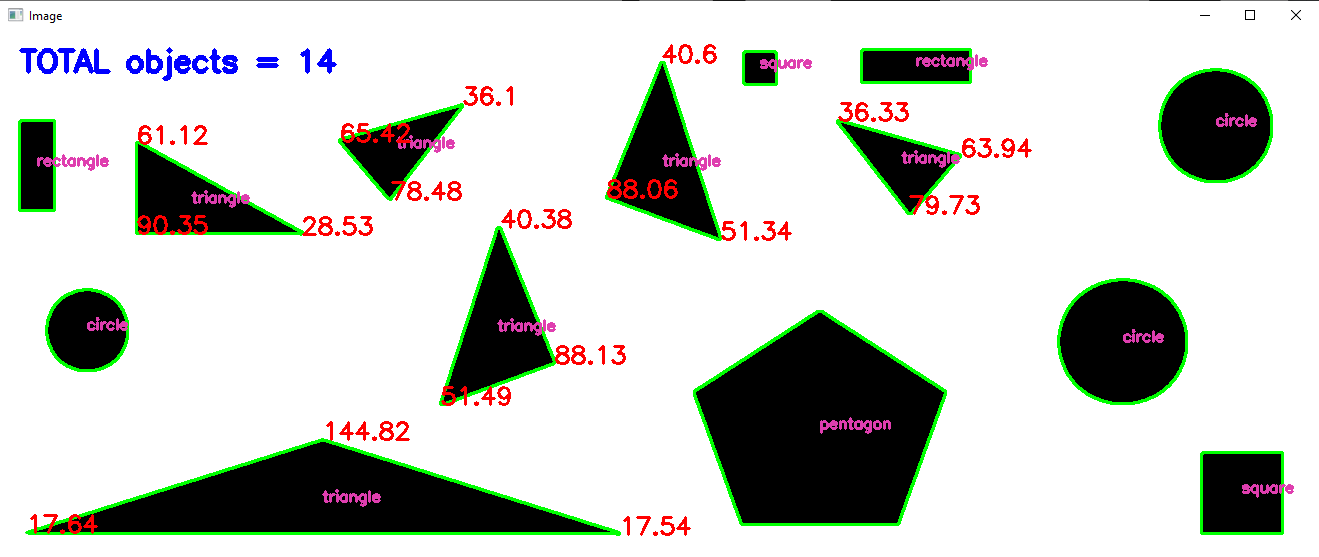 Image
TOTAL objects = 14
40.6
square
rectangle
36.1
36.33
circle
61.12
65.42
triangle
63.94
rectangle
triangle
triangle
triangle
78.48
88.06
79.73
90.35
28.53
40.38
51.34
circle
triangle
circle
88.13
51.49
pentagon
144.82
triangle
square
17.64
17.54